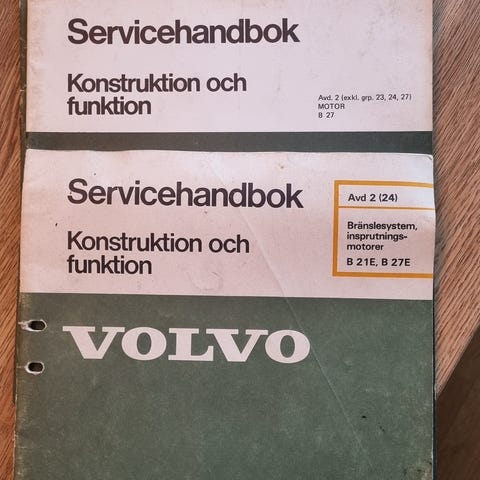 Servicehandbok
Konstruktion och
funktion
Avd. 2 (exkl. grp. 23, 24, 27)
MOTOR
B 27
Servicehandbok
Konstruktion och
funktion
Avd 2 (24)
Bränslesystem,
insprutnings-
motorer
B 21E, B 27E
VOLVO